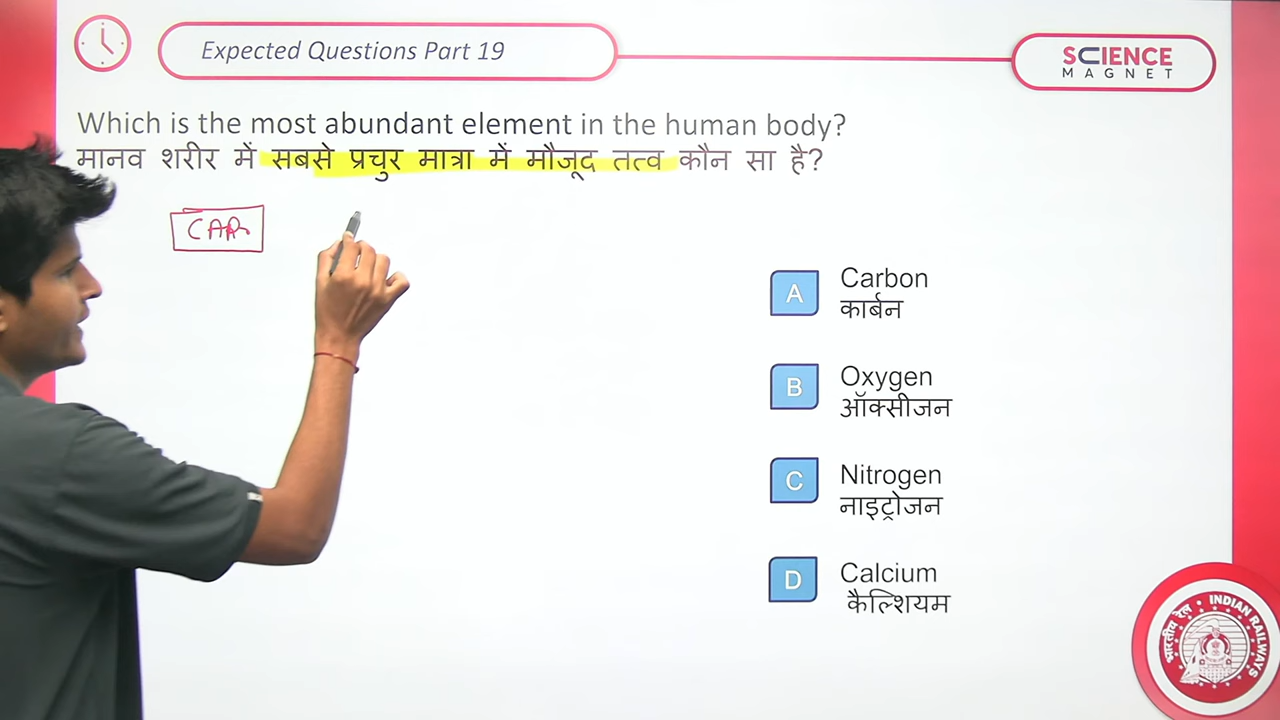 Expected Questions Part 19
SCIENCE
MAGNET
Which is the most abundant element in the human body?
मानव शरीर में सबसे प्रचुर मात्रा में मौजूद तत्व कौन सा है?
A Carbon
कार्बन
B Oxygen
ऑक्सीजन
C Nitrogen
नाइट्रोजन
D Calcium
कैल्शियम
भारतीय रेल • INDIAN RAILWAYS